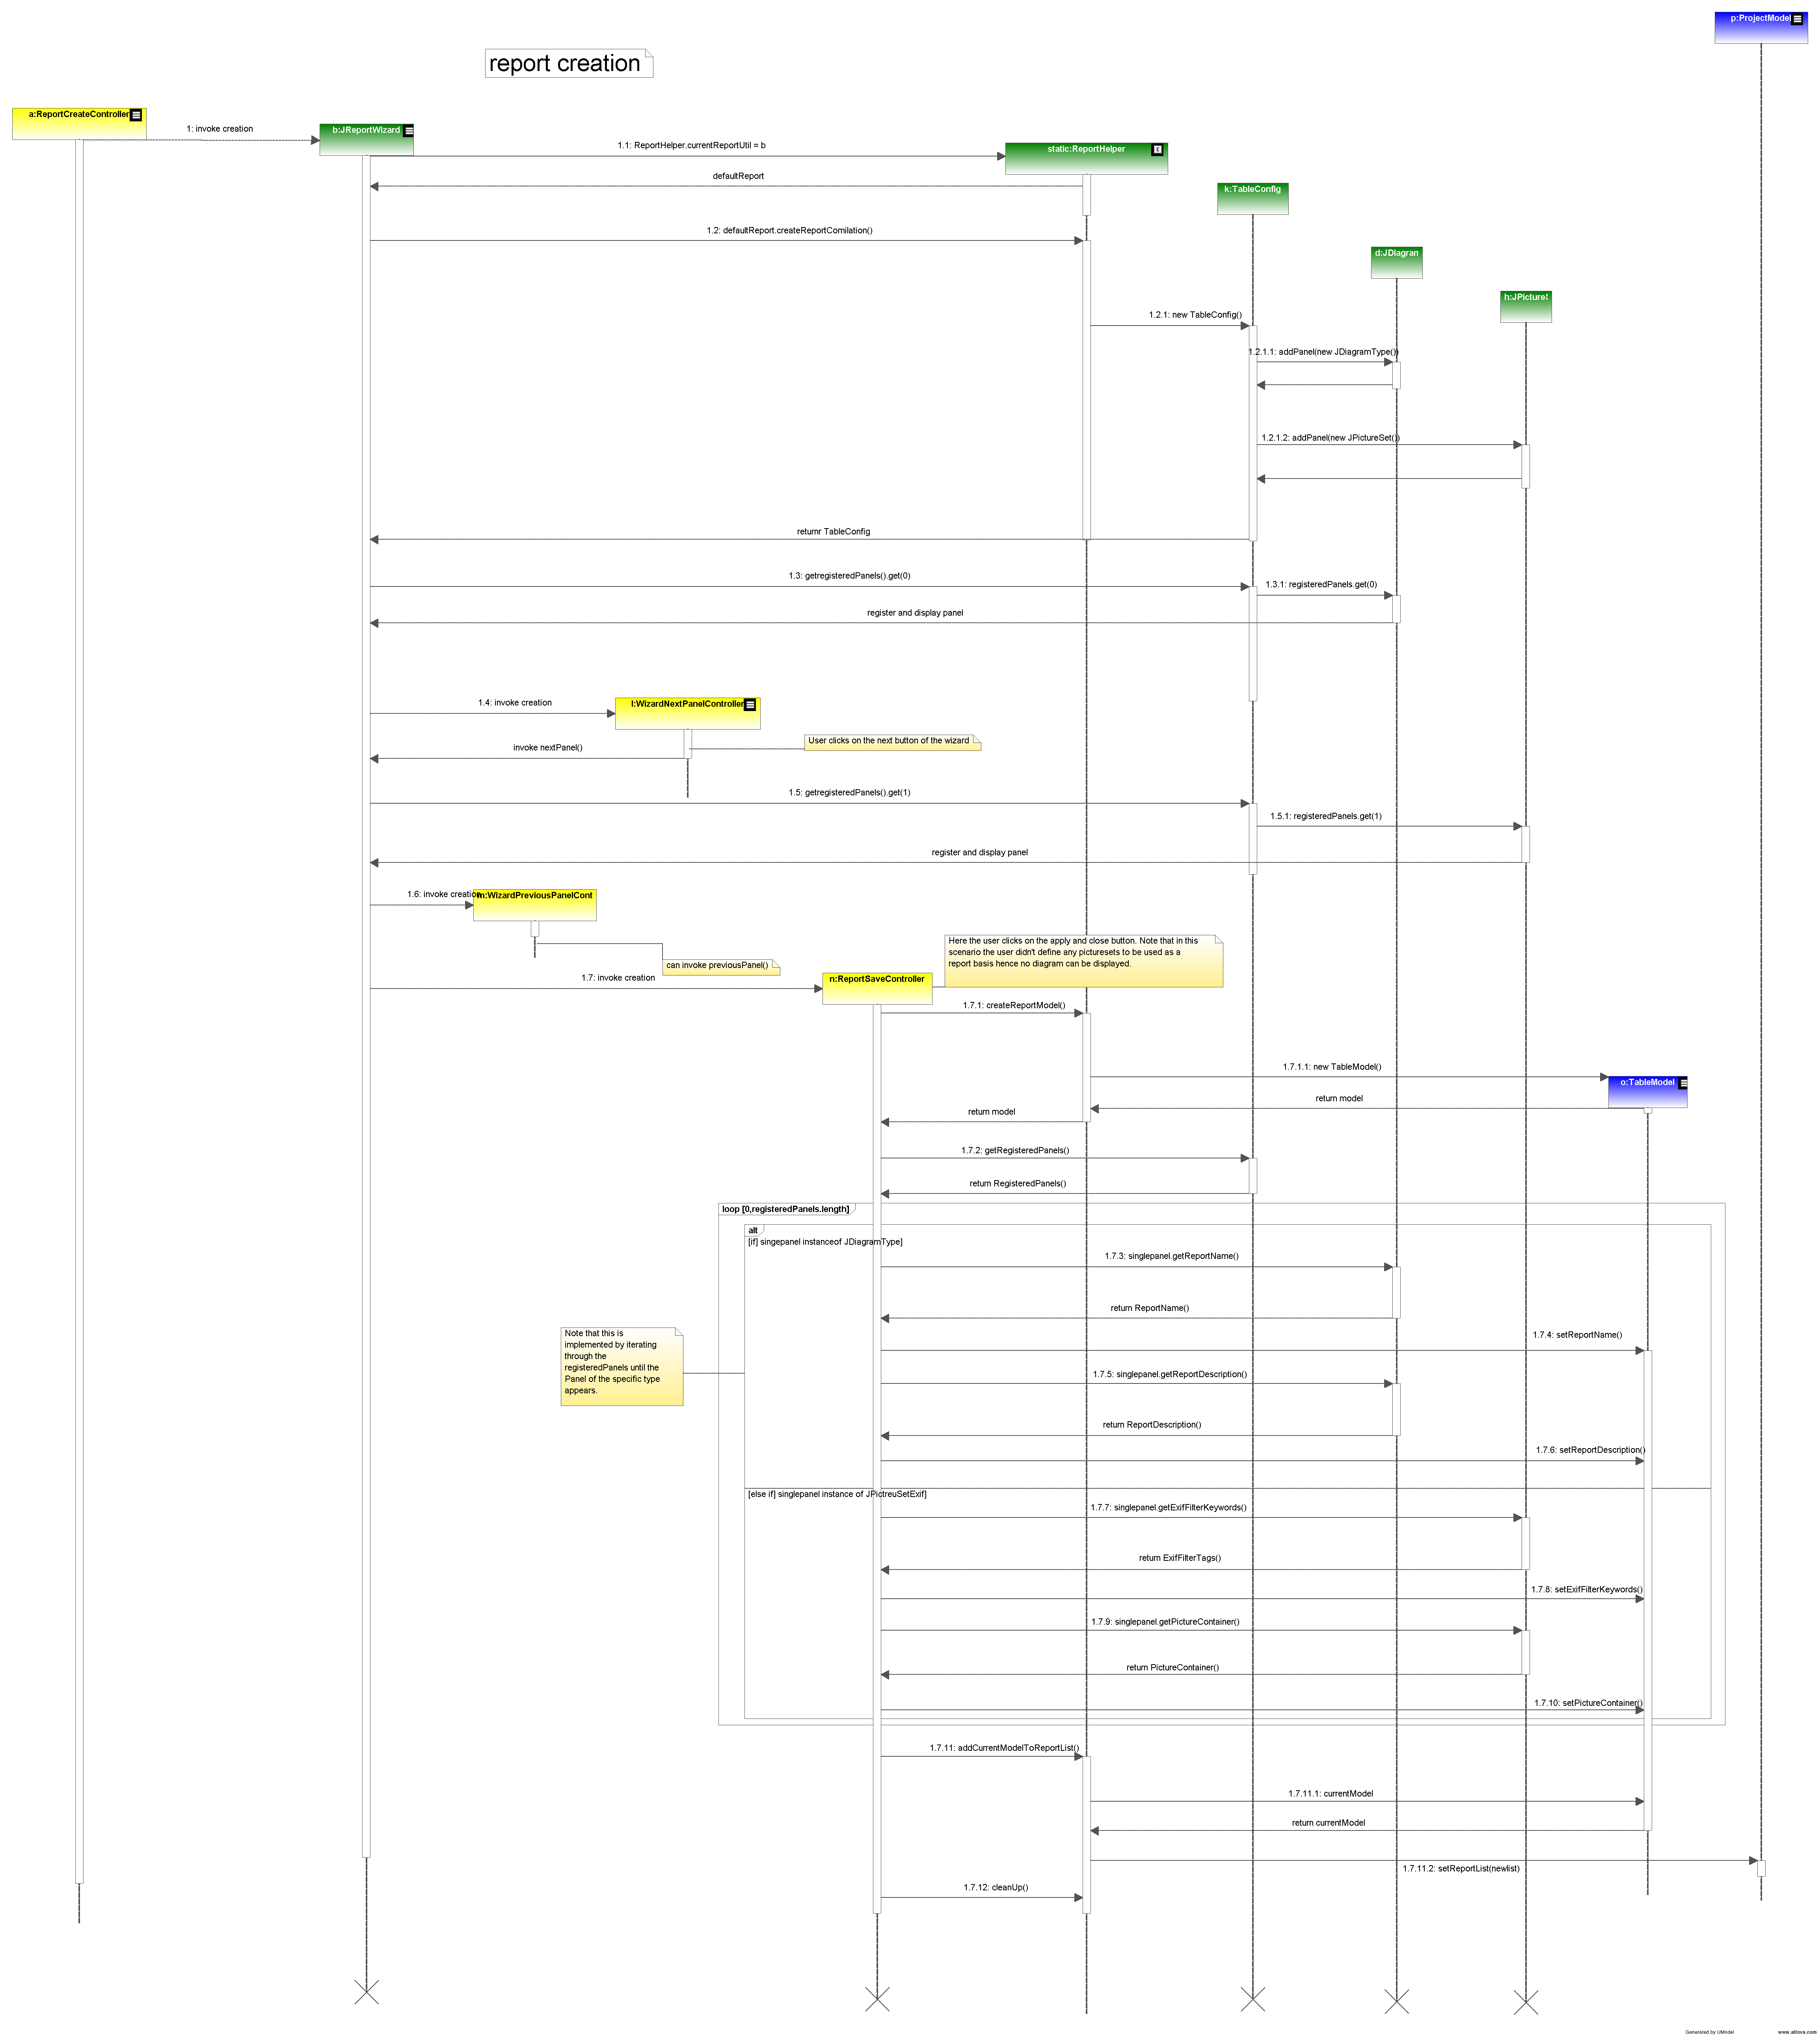 p:ProjectModel
report creation
a:ReportCreateController
1: invoke creation
b:JReportWizard
1.1: ReportHelper.currentReportUtil = b
static:ReportHelper
defaultReport
k:TableConfig
1.2: defaultReport.createReportComilation()
d:JDiagram
h:JPictureS
1.2.1: new TableConfig()
1.2.1.1: addPanel(new JDiagramType())
1.2.1.2: addPanel(new JPictureSet())
returnr TableConfig
1.3: getregisteredPanels().get(0)
1.3.1: registeredPanels.get(0)
register and display panel
1.4: invoke creation
l:WizardNextPanelController
User clicks on the next button of the wizard
invoke nextPanel()
1.5: getregisteredPanels().get(1)
1.5.1: registeredPanels.get(1)
register and display panel
1.6: invoke creation
m:WizardPreviousPanelCont
Here the user clicks on the apply and close button. Note that in this
scenario the user didn't define any picturesets to be used as a
report basis hence no diagram can be displayed.
can invoke previousPanel()
1.7: invoke creation
n:ReportSaveController
1.7.1: createReportModel()
1.7.1.1: new TableModel()
o:TableModel
return model
return model
1.7.2: getRegisteredPanels()
return RegisteredPanels()
loop [0,registeredPanels.length]
alt
[if] singepanel instanceof JDiagramType]
1.7.3: singlepanel.getReportName()
return ReportName()
Note that this is
implemented by iterating
through the
registeredPanels until the
Panel of the specific type
appears.
1.7.4: setReportName()
1.7.5: singlepanel.getReportDescription()
return ReportDescription()
1.7.6: setReportDescription()
[else if] singlepanel instance of JPictreuSetExif]
1.7.7: singlepanel.getExifFilterKeywords()
return ExifFilterTags()
1.7.8: setExifFilterKeywords()
1.7.9: singlepanel.getPictureContainer()
return PictureContainer()
1.7.10: setPictureContainer()
1.7.11: addCurrentModelToReportList()
1.7.11.1: currentModel
return currentModel
1.7.11.2: setReportList(newlist)
1.7.12: cleanUp()
Generated by UModel
www.altova.com